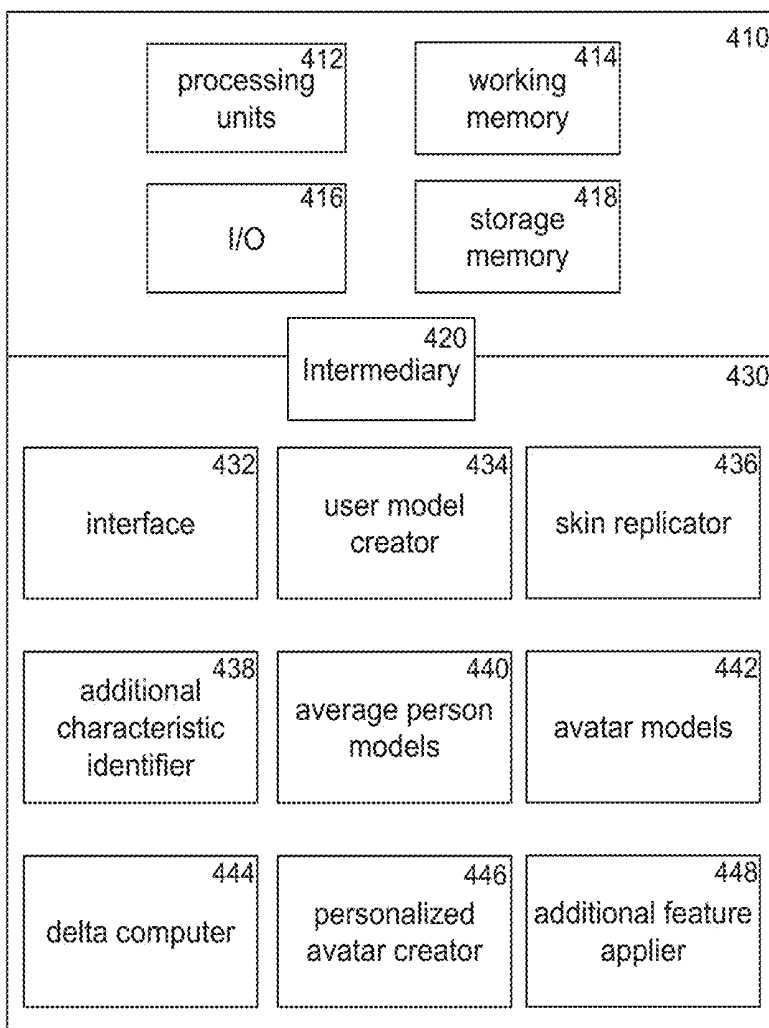 410
412
processing
units
414
working
memory
416
I/O
418
storage
memory
420
Intermediary
430
432
interface
434
user model
creator
436
skin replicator
438
additional
characteristic
identifier
440
average person
models
442
avatar models
444
delta computer
446
personalized
avatar creator
448
additional feature
applier